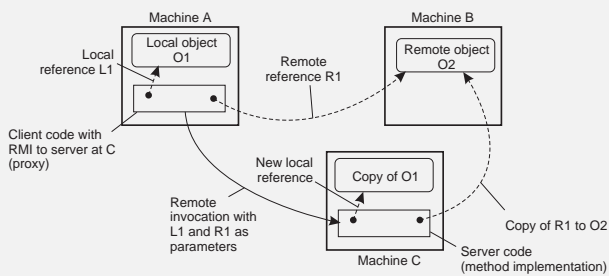 Machine A
Machine B
Local object
O1
Remote object
O2
Local
reference L1
Remote
reference R1
Client code with
RMI to server at C
(proxy)
New local
reference
Copy of O1
Remote
invocation with
L1 and R1 as
parameters
Copy of R1 to O2
Machine C
Server code
(method implementation)